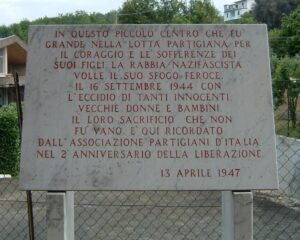 IN QUESTO PICCOLO CENTRO CHE FU
GRANDE NELLA LOTTA PARTIGIANA PER
IL CORAGGIO E LE SOFFERENZE DEI
SUOI FIGLI LA RABBIA NAZIFASCISTA
VOLLE IL SUO SFOGO FEROCE.
IL 16 SETTEMBRE 1944 CON
L'ECCIDIO DI TANTI INNOCENTI.
VECCHIE DONNE E BAMBINI.
IL LORO SACRIFICIO CHE NON
FU VANO. E' QUI RICORDATO
DALL'ASSOCIAZIONE PARTIGIANI D'ITALIA
NEL 2° ANNIVERSARIO DELLA LIBERAZIONE.
13 APRILE 1947